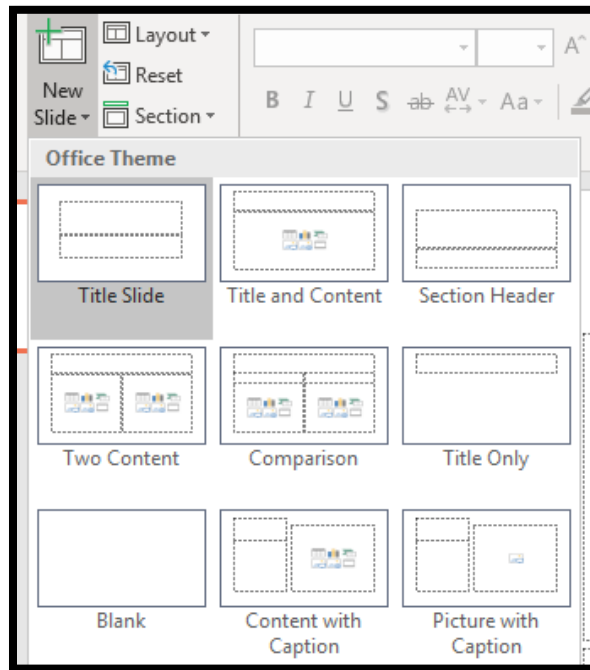 Layout
Reset
New
Slide
Section
B I U S ab AV Aa A
Office Theme
Title Slide
Title and Content
Section Header
Two Content
Comparison
Title Only
Blank
Content with
Caption
Picture with
Caption